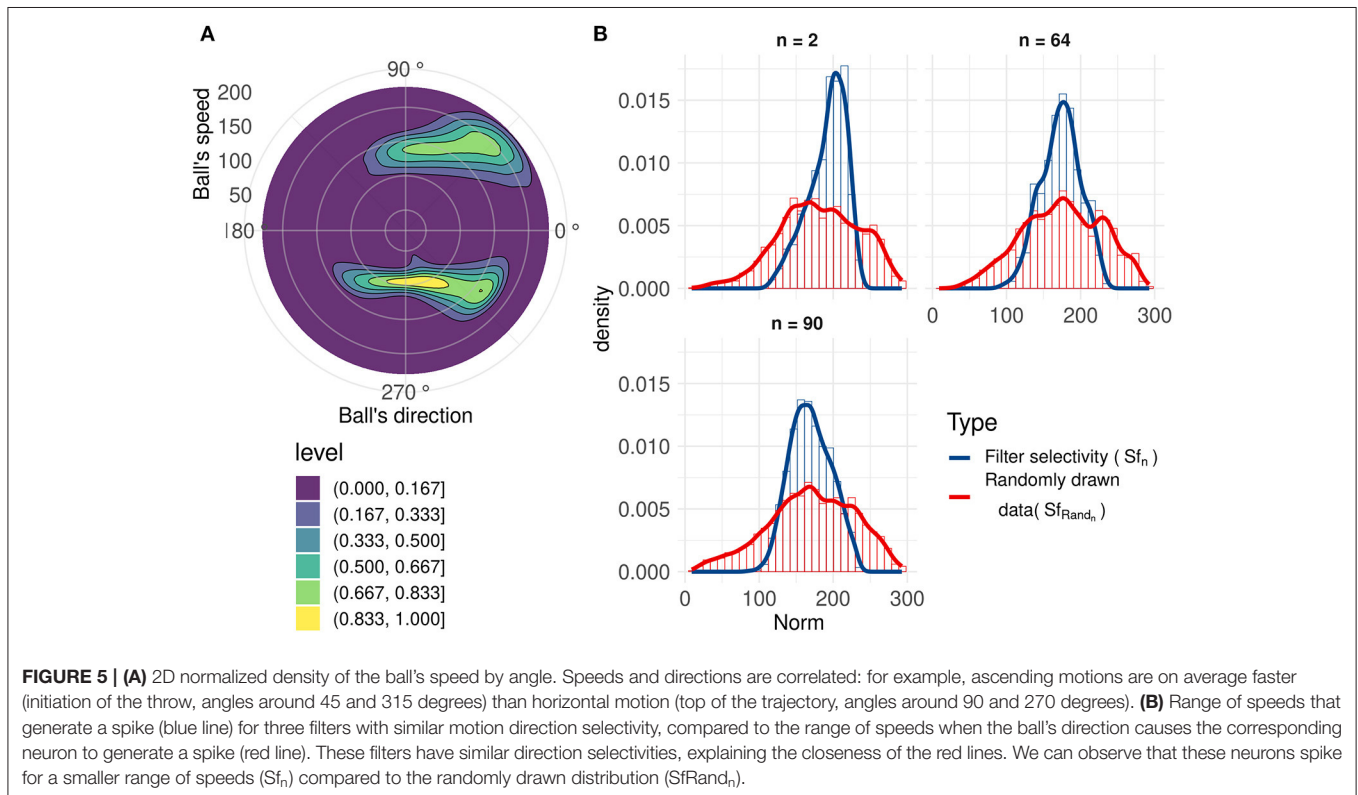 A
90 °
200
150
100
50
Ball's speed
180 °
0 °
270 °
Ball's direction
level
(0.000, 0.167]
(0.167, 0.333]
(0.333, 0.500]
(0.500, 0.667]
(0.667, 0.833]
(0.833, 1.000]
B
n = 2
n = 64
0.015
0.010
0.005
0.000
0
100
200
300
n = 90
density
0.015
0.010
0.005
0.000
0
100
200
300
Norm
Type
Filter selectivity ( Sfn )
Randomly drawn
data( SfRandn )
FIGURE 5 | (A) 2D normalized density of the ball's speed by angle. Speeds and directions are correlated: for example, ascending motions are on average faster
(initiation of the throw, angles around 45 and 315 degrees) than horizontal motion (top of the trajectory, angles around 90 and 270 degrees). (B) Range of speeds that
generate a spike (blue line) for three filters with similar motion direction selectivity, compared to the range of speeds when the ball's direction causes the corresponding
neuron to generate a spike (red line). These filters have similar direction selectivities, explaining the closeness of the red lines. We can observe that these neurons spike
for a smaller range of speeds (Sfn) compared to the randomly drawn distribution (SfRandn).